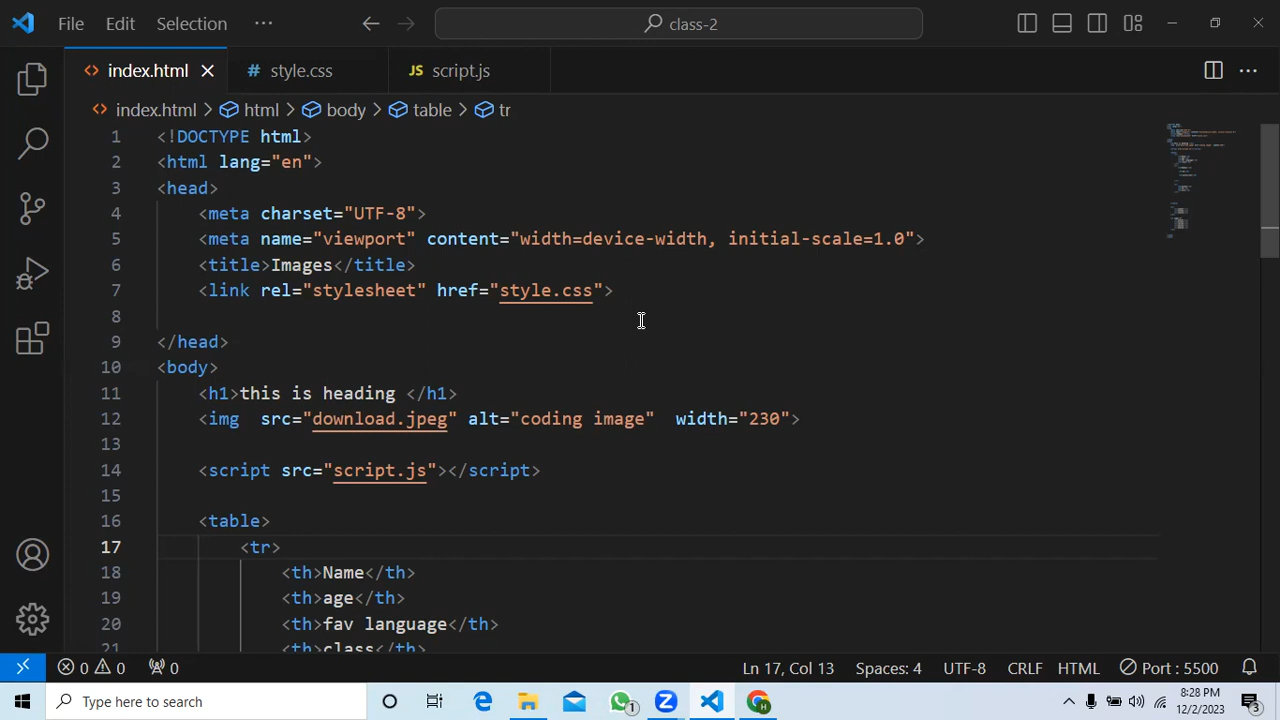 File Edit Selection ··· class-2
index.html style.css JS script.js
index.html > html > body > table > tr
1 <!DOCTYPE html>
2 <html lang="en">
3 <head>
4 <meta charset="UTF-8">
5 <meta name="viewport" content="width=device-width, initial-scale=1.0">
6 <title>Images</title>
7 <link rel="stylesheet" href="style.css">
8
9 </head>
10 <body>
11 <h1>this is heading </h1>
12 <img  src="download.jpeg" alt="coding image"  width="230">
13
14 <script src="script.js"></script>
15
16 <table>
17 <tr>
18 <th>Name</th>
19 <th>age</th>
20 <th>fav language</th>
21 <th>class</th>
0 0 0 Ln 17, Col 13 Spaces: 4 UTF-8 CRLF HTML Port : 5500
Type here to search 1 8:28 PM
12/2/2023 3